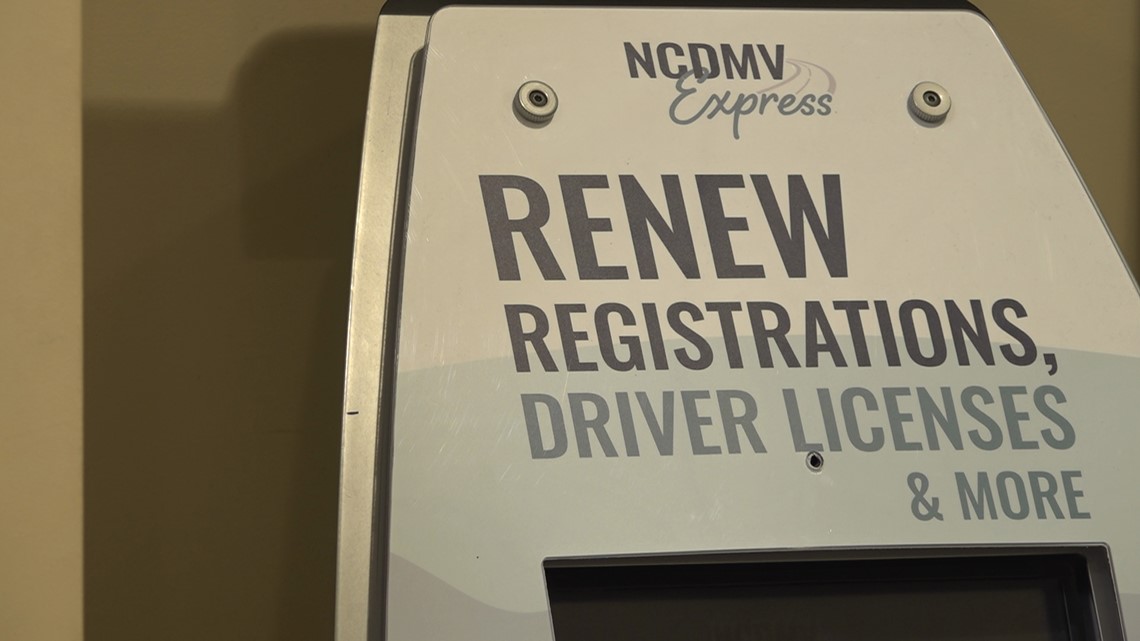 NCDMV
Express
RENEW
REGISTRATIONS,
DRIVER LICENSES
& MORE